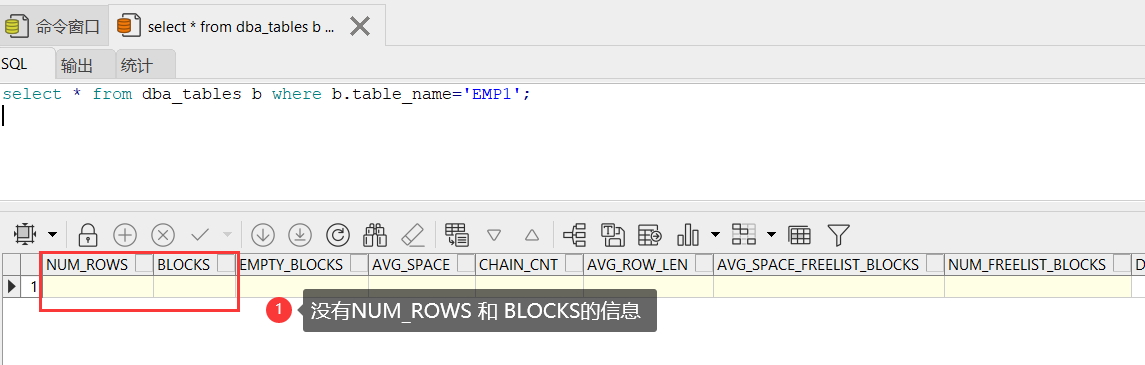 命令窗口 select * from dba_tables b ...
SQL 输出 统计
select * from dba_tables b where b.table_name='EMP1';
NUM_ROWS BLOCKS EMPTY_BLOCKS AVG_SPACE CHAIN_CNT AVG_ROW_LEN AVG_SPACE_FREELIST_BLOCKS NUM_FREELIST_BLOCKS D
1
1 没有NUM_ROWS 和 BLOCKS的信息